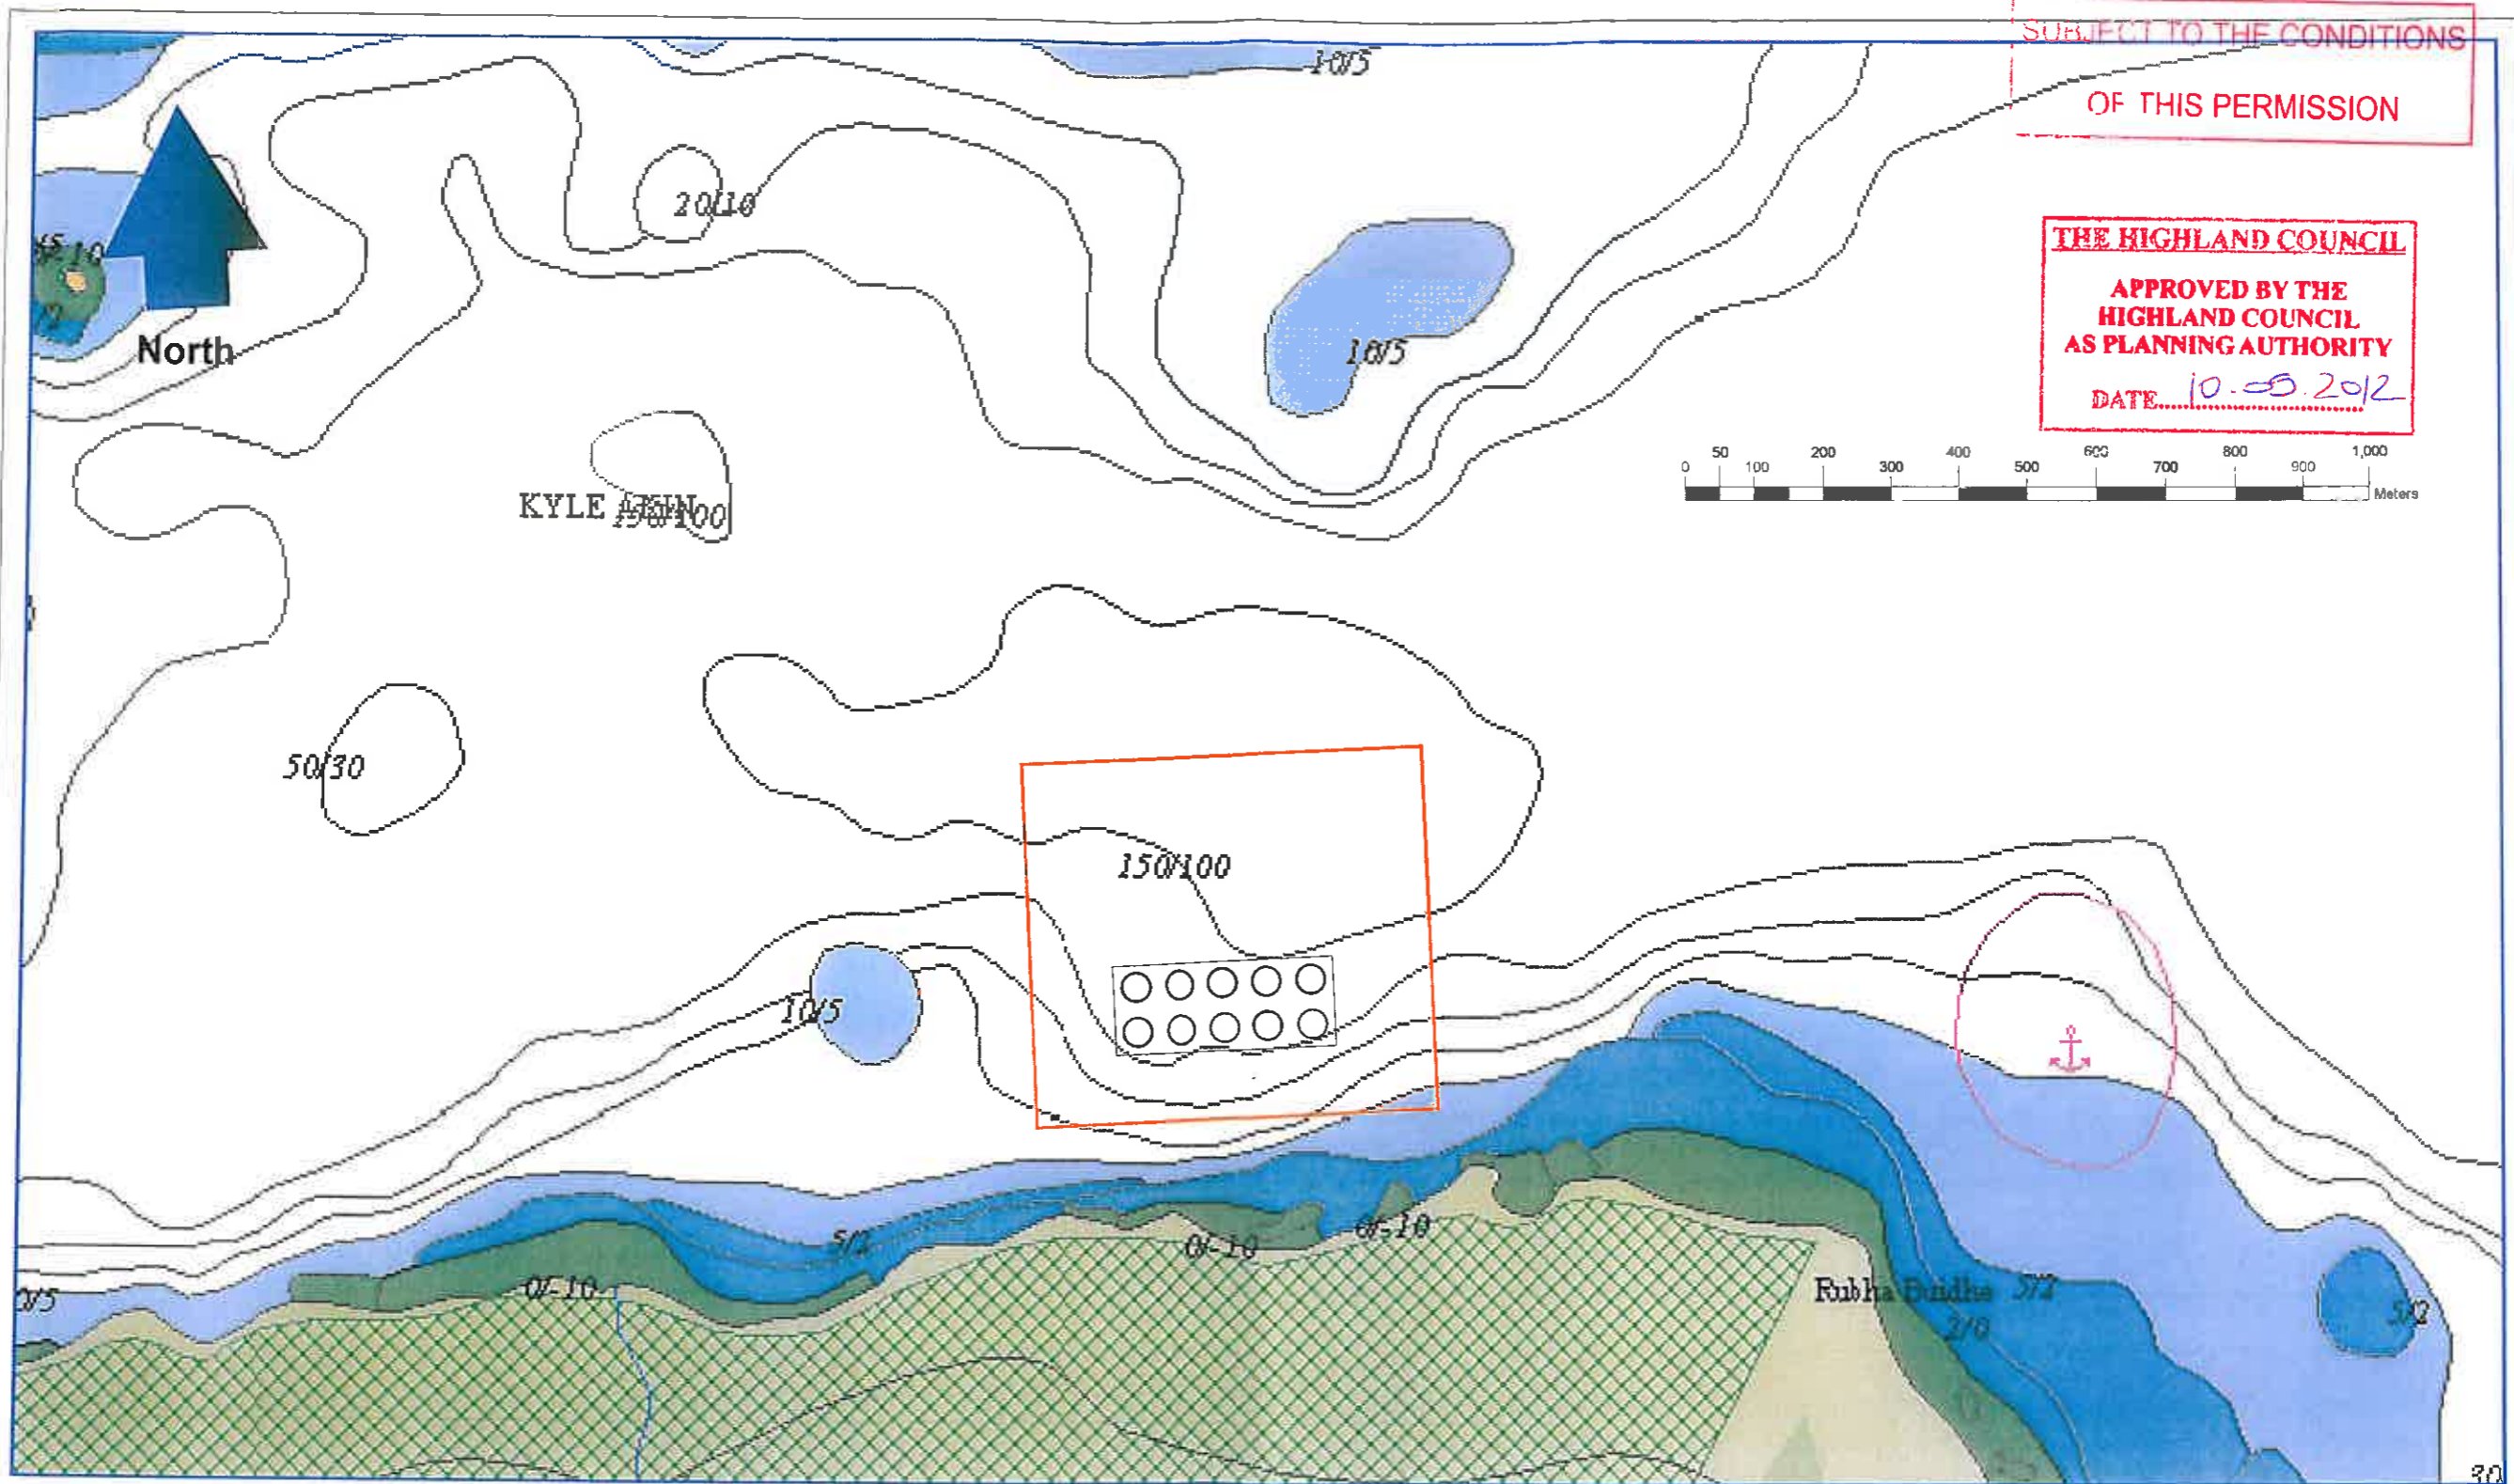 SUBJECT TO THE CONDITIONS
OF THIS PERMISSION
10/5
20/10
North
THE HIGHLAND COUNCIL
APPROVED BY THE
HIGHLAND COUNCIL
AS PLANNING AUTHORITY
DATE....10.05.2012
10/5
0 50 100 200 300 400 500 600 700 800 900 1,000
Meters
KYLE
50/30
150/100
10/5
5/2
0/-10
0/-10
0/-10
Rubha Buidhe
5/2
2/0
5/2
30